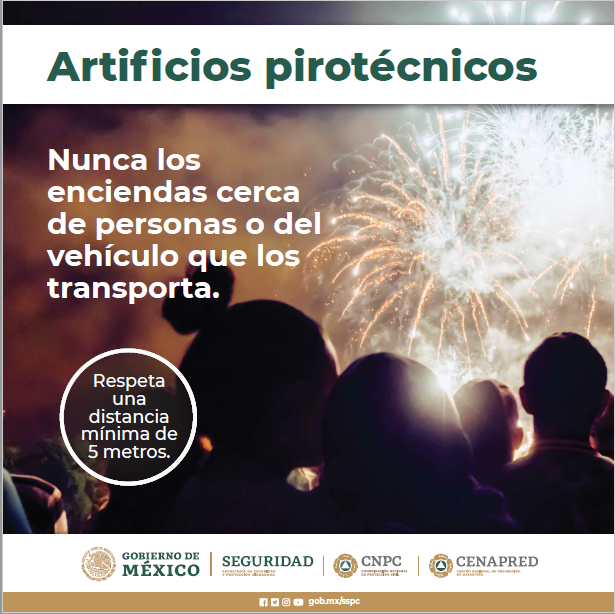 Artificios pirotécnicos
Nunca los
enciendas cerca
de personas o del
vehículo que los
transporta.
Respeta
una
distancia
mínima de
5 metros.
GOBIERNO DE
MÉXICO
SEGURIDAD
SECRETARÍA DE SEGURIDAD
Y PROTECCIÓN CIUDADANA
CNPC
COORDINACIÓN NACIONAL
DE PROTECCIÓN CIVIL
CENAPRED
CENTRO NACIONAL DE PREVENCIÓN
DE DESASTRES
gob.mx/sspc